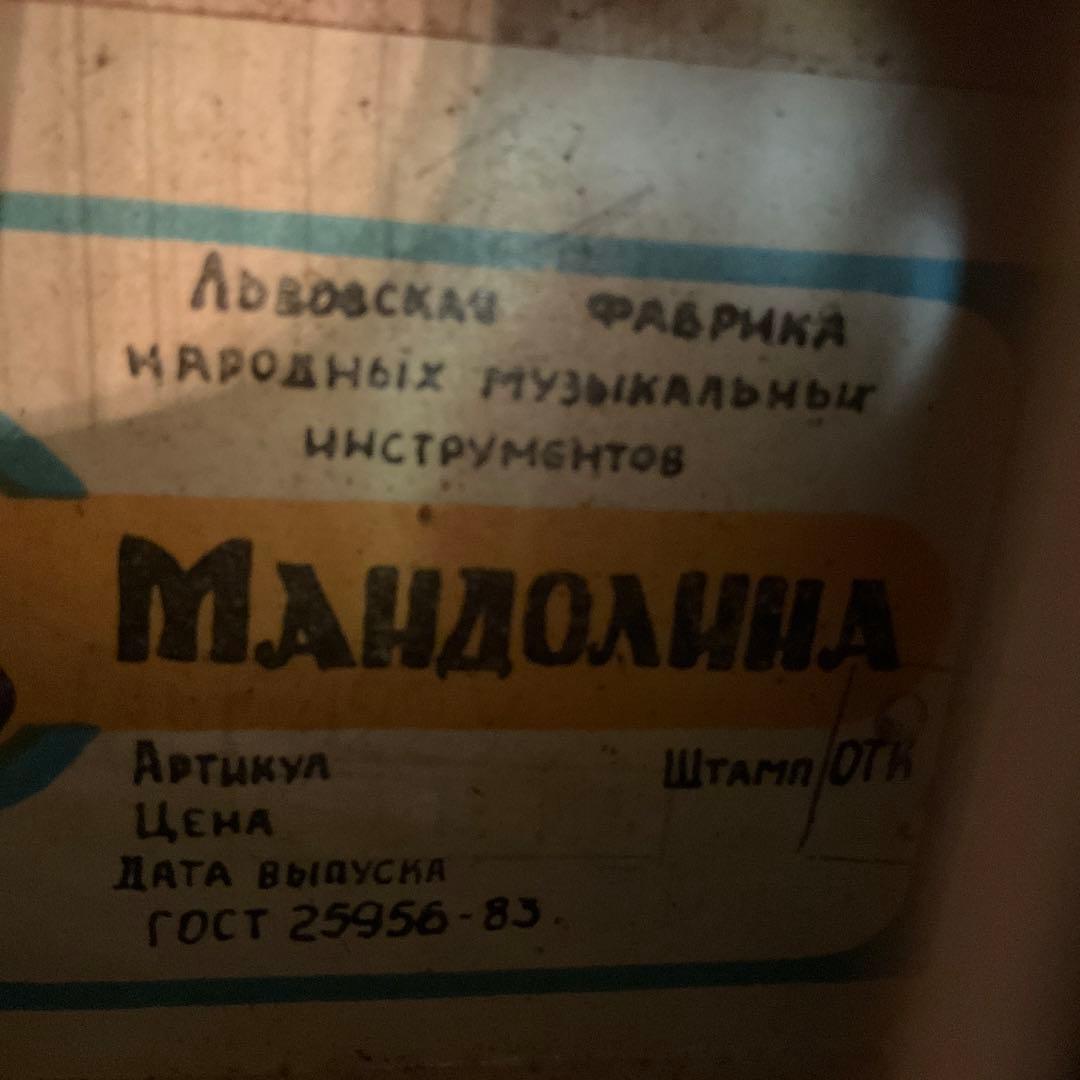 Львовская фабрика
народных музыкальных
инструментов
Мандолина
Артикул Штамп ОТК
Цена
Дата выпуска
ГОСТ 25956-83.